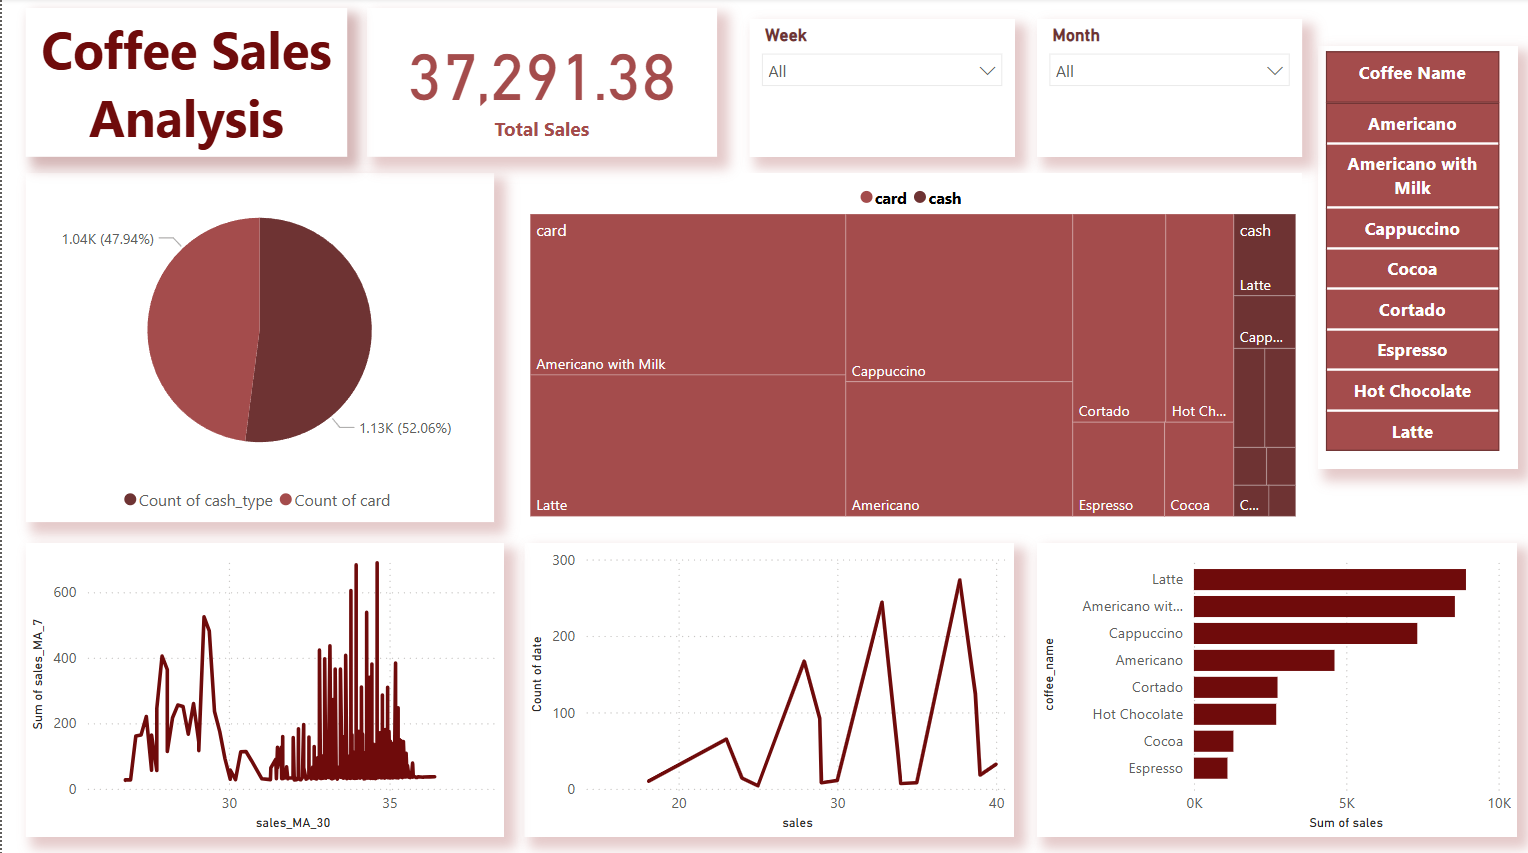 Coffee Sales
Analysis
37,291.38
Total Sales
Week
All
Month
All
Coffee Name
Americano
Americano with
Milk
Cappuccino
Cocoa
Cortado
Espresso
Hot Chocolate
Latte
1.04K (47.94%)
1.13K (52.06%)
Count of cash_type Count of card
card cash
card
Americano with Milk
Latte
Cappuccino
Americano
Cortado
Hot Ch...
Espresso
Cocoa
cash
Latte
Capp...
C...
Sum of sales_MA_7
600
400
200
0
30 35
sales_MA_30
Count of date
300
200
100
0
20 30 40
sales
coffee_name
Latte
Americano wit...
Cappuccino
Americano
Cortado
Hot Chocolate
Cocoa
Espresso
0K 5K 10K
Sum of sales